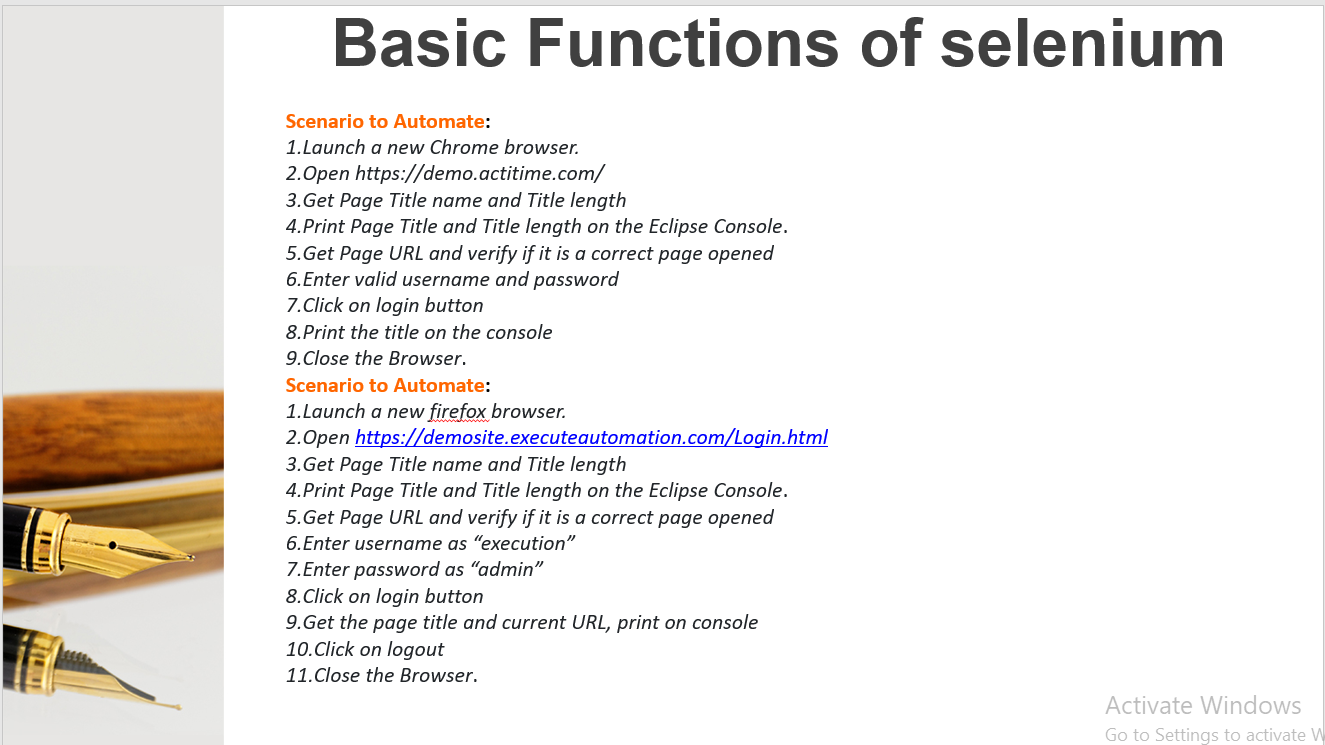 Basic Functions of selenium
Scenario to Automate:
1.Launch a new Chrome browser.
2.Open https://demo.actitime.com/
3.Get Page Title name and Title length
4.Print Page Title and Title length on the Eclipse Console.
5.Get Page URL and verify if it is a correct page opened
6.Enter valid username and password
7.Click on login button
8.Print the title on the console
9.Close the Browser.
Scenario to Automate:
1.Launch a new firefox browser.
2.Open https://demosite.executeautomation.com/Login.html
3.Get Page Title name and Title length
4.Print Page Title and Title length on the Eclipse Console.
5.Get Page URL and verify if it is a correct page opened
6.Enter username as “execution”
7.Enter password as “admin”
8.Click on login button
9.Get the page title and current URL, print on console
10.Click on logout
11.Close the Browser.
Activate Windows
Go to Settings to activate W